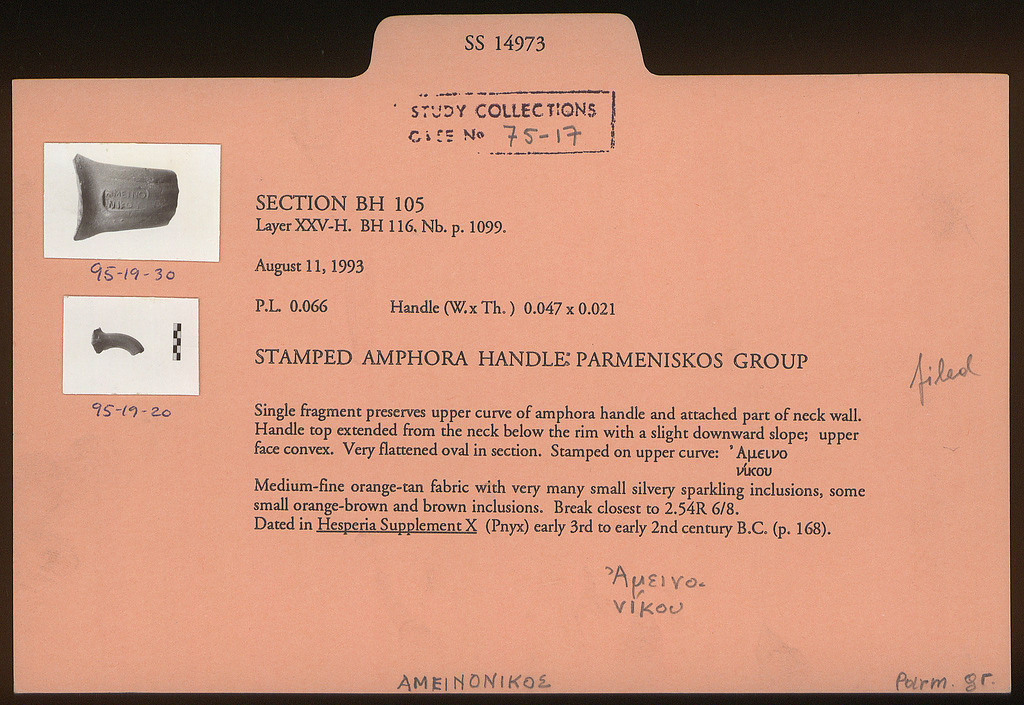 SS 14973
STUDY COLLECTIONS
CASE No 75-17
95-19-30
SECTION BH 105
Layer XXV-H. BH 116. Nb. p. 1099.
August 11, 1993
P.L. 0.066 Handle (W. x Th. ) 0.047 x 0.021
STAMPED AMPHORA HANDLE: PARMENISKOS GROUP
filed
95-19-20
Single fragment preserves upper curve of amphora handle and attached part of neck wall.
Handle top extended from the neck below the rim with a slight downward slope; upper
face convex. Very flattened oval in section. Stamped on upper curve: Ἀμεινο
νίκου
Medium-fine orange-tan fabric with very many small silvery sparkling inclusions, some
small orange-brown and brown inclusions. Break closest to 2.54R 6/8.
Dated in Hesperia Supplement X (Pnyx) early 3rd to early 2nd century B.C. (p. 168).
Ἀμεινο-
νίκου
ΑΜΕΙΝΟΝΙΚΟΣ
Parm. gr.